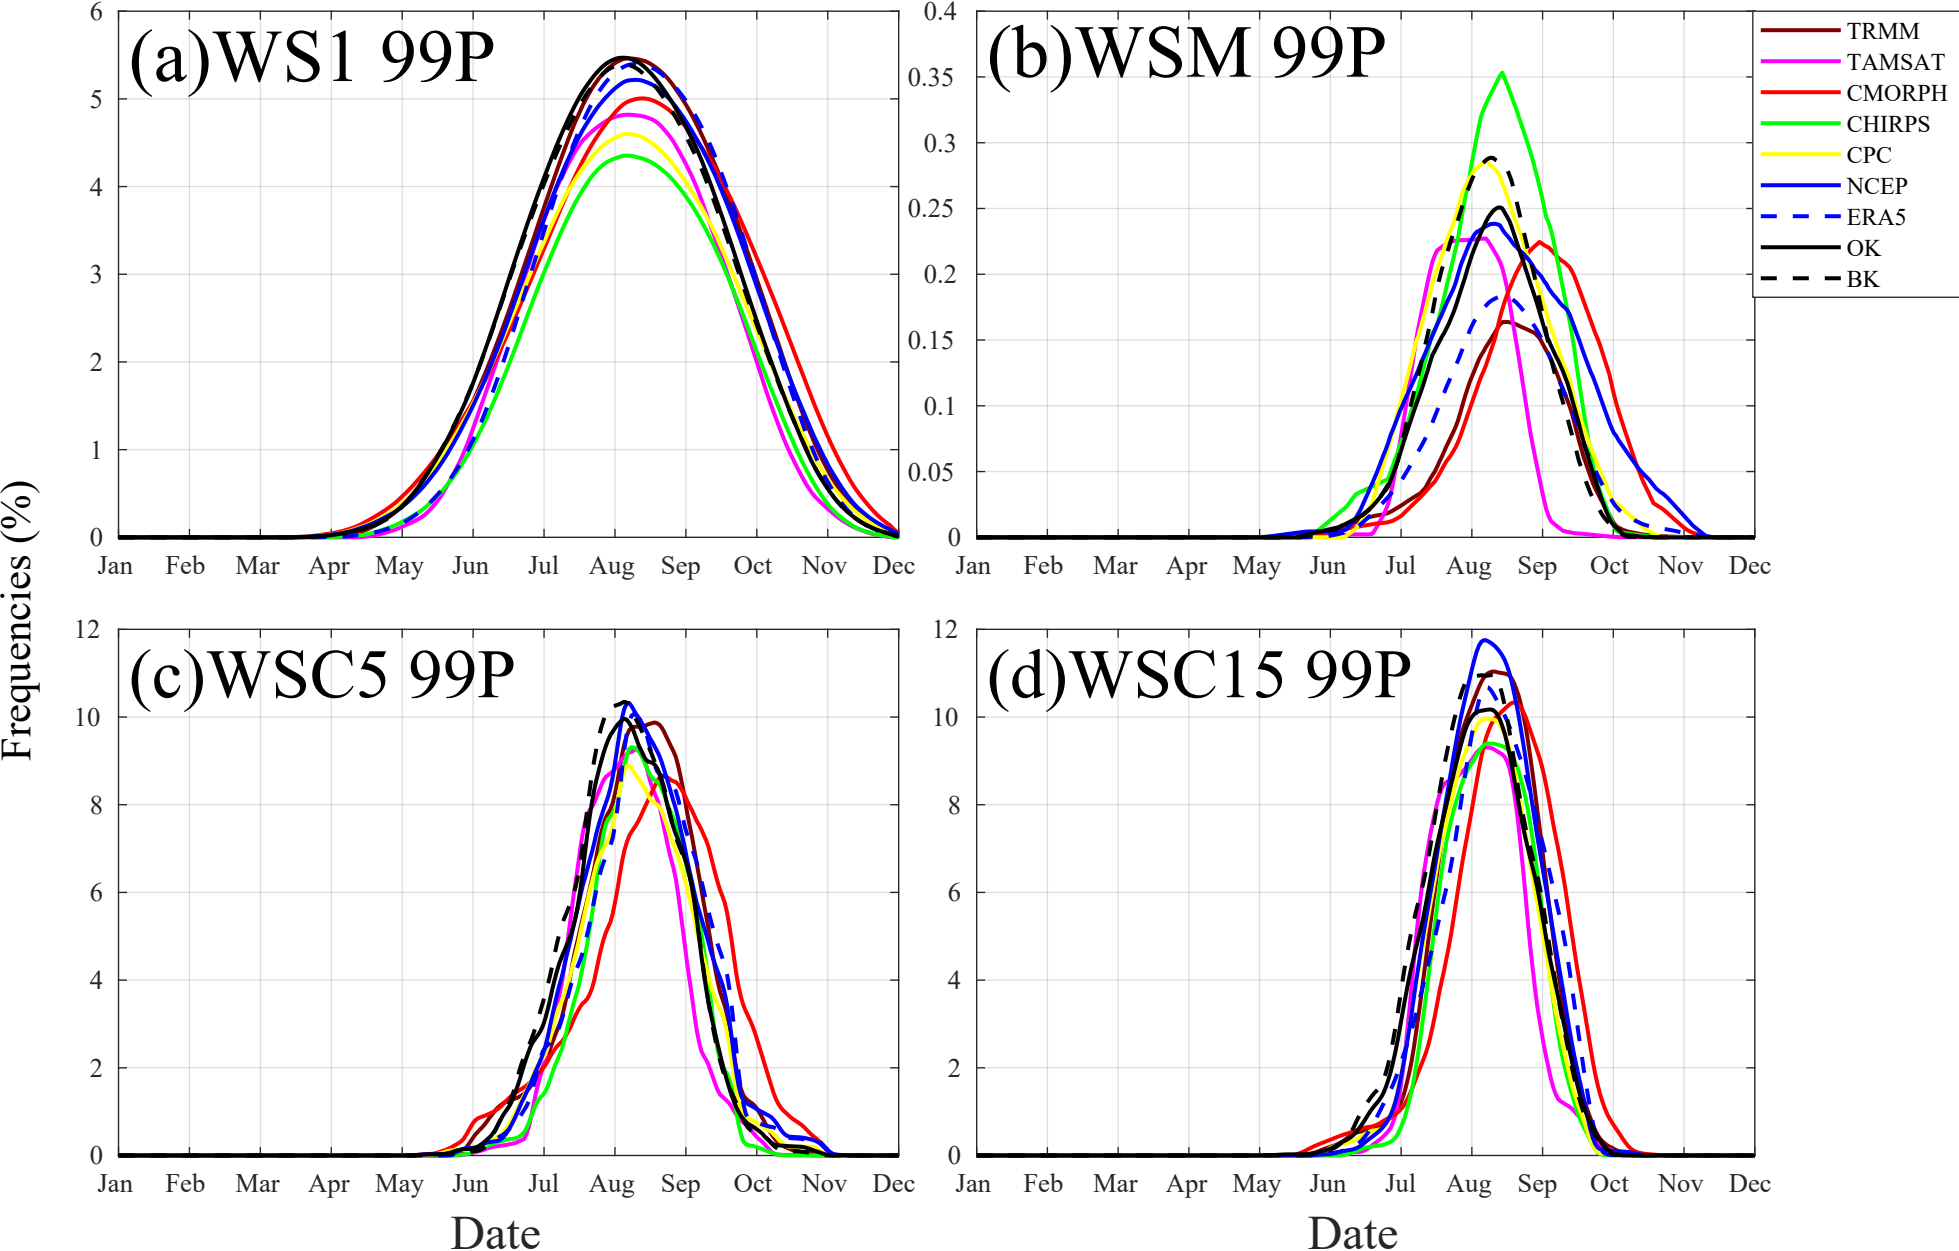 (a)WS1 99P
6
5
4
3
2
1
0
Jan Feb Mar Apr May Jun Jul Aug Sep Oct Nov Dec
(b)WSM 99P
0.4
0.35
0.3
0.25
0.2
0.15
0.1
0.05
0
Jan Feb Mar Apr May Jun Jul Aug Sep Oct Nov Dec
TRMM
TAMSAT
CMORPH
CHIRPS
CPC
NCEP
ERA5
OK
BK
Frequencies (%)
(c)WSC5 99P
12
10
8
6
4
2
0
Jan Feb Mar Apr May Jun Jul Aug Sep Oct Nov Dec
Date
(d)WSC15 99P
12
10
8
6
4
2
0
Jan Feb Mar Apr May Jun Jul Aug Sep Oct Nov Dec
Date